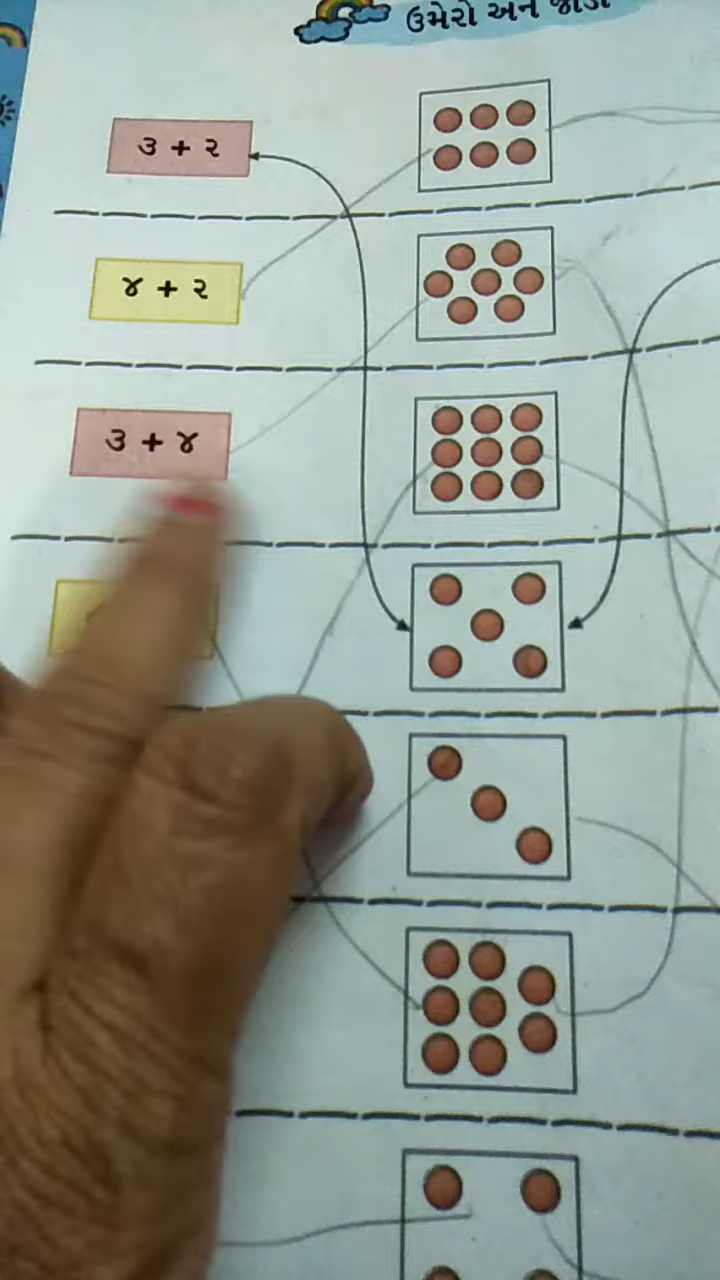 ઉમેરો અને જોડો
૩ + ૨
૪ + ૨
૩ + ૪